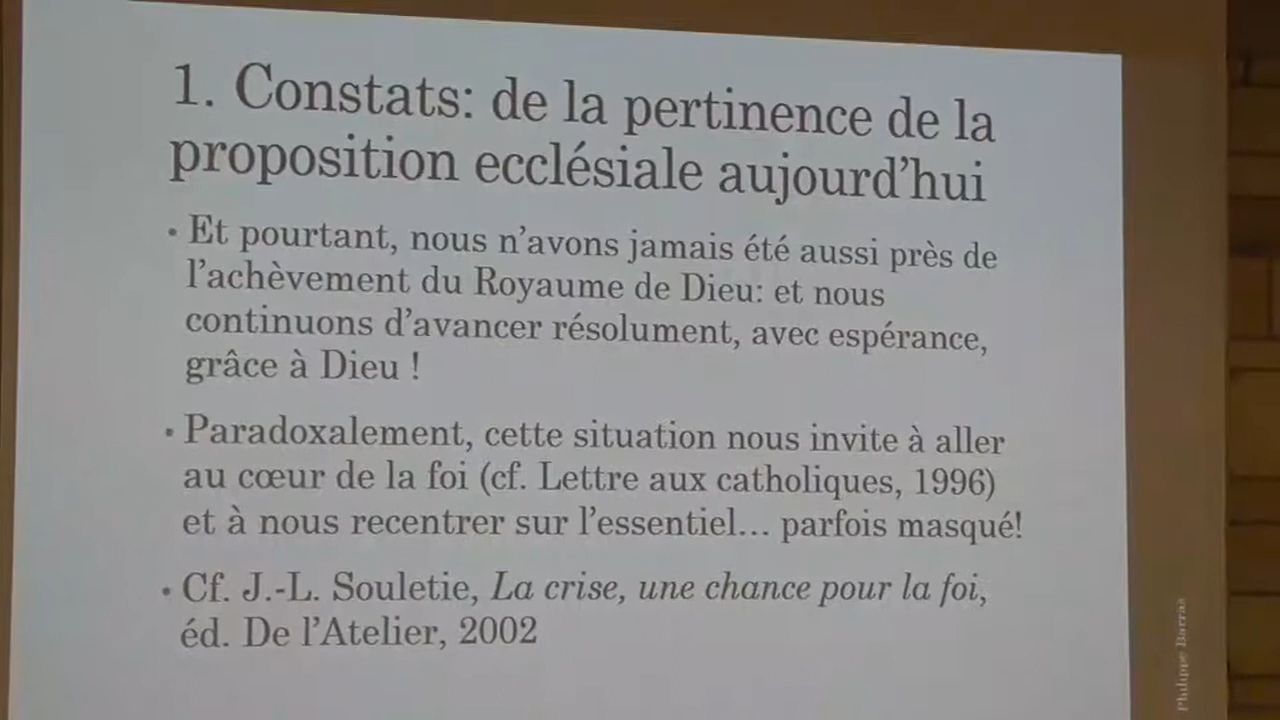 1. Constats: de la pertinence de la
proposition ecclésiale aujourd’hui
• Et pourtant, nous n’avons jamais été aussi près de
l’achèvement du Royaume de Dieu: et nous
continuons d’avancer résolument, avec espérance,
grâce à Dieu !
• Paradoxalement, cette situation nous invite à aller
au cœur de la foi (cf. Lettre aux catholiques, 1996)
et à nous recentrer sur l’essentiel… parfois masqué!
• Cf. J.-L. Souletie, La crise, une chance pour la foi,
éd. De l’Atelier, 2002
Philippe Barras